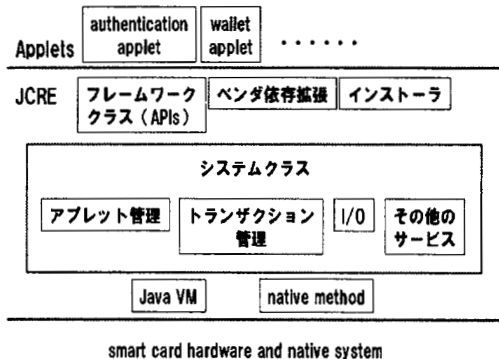 authentication applet
wallet applet
Applets
・・・・・・
JCRE
フレームワーク
クラス（APIs）
ベンダ依存拡張
インストーラ
システムクラス
アプレット管理
トランザクション
管理
I/O
その他の
サービス
Java VM
native method
smart card hardware and native system